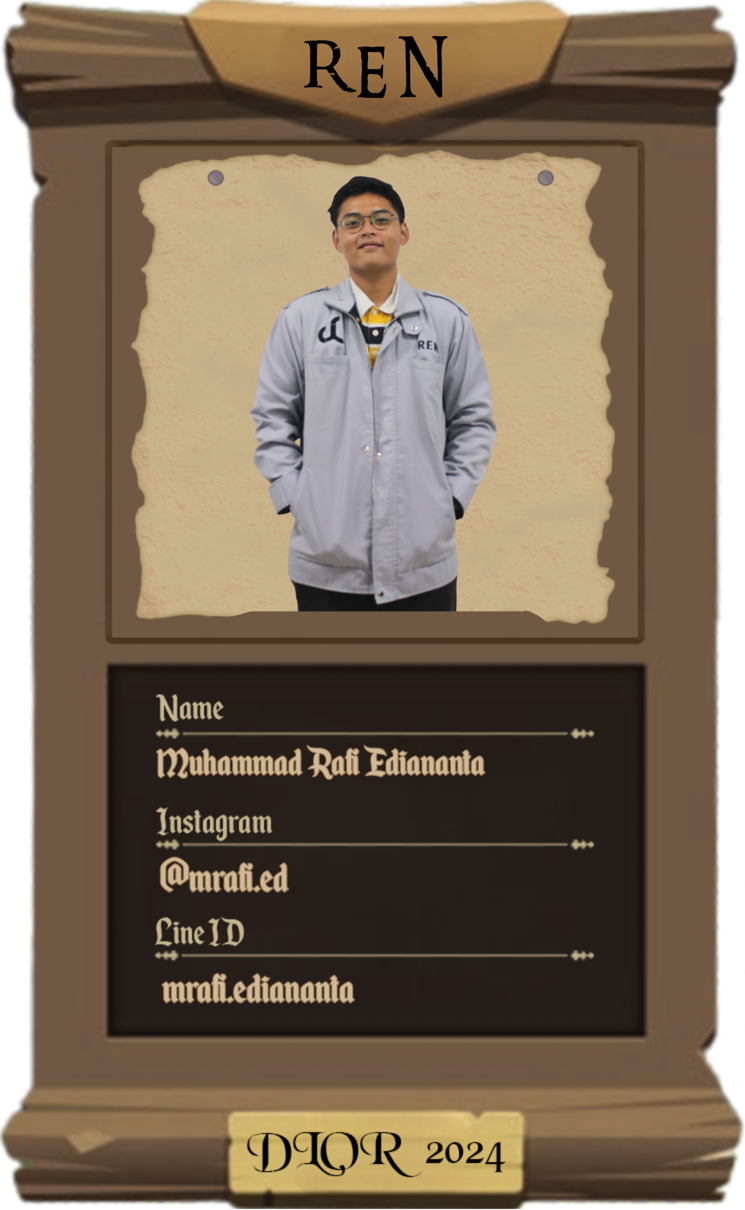 REN
REN
Name
Muhammad Rafi Ediananta
Instagram
@mrafi.ed
Line ID
mrafi.ediananta
DLOR 2024